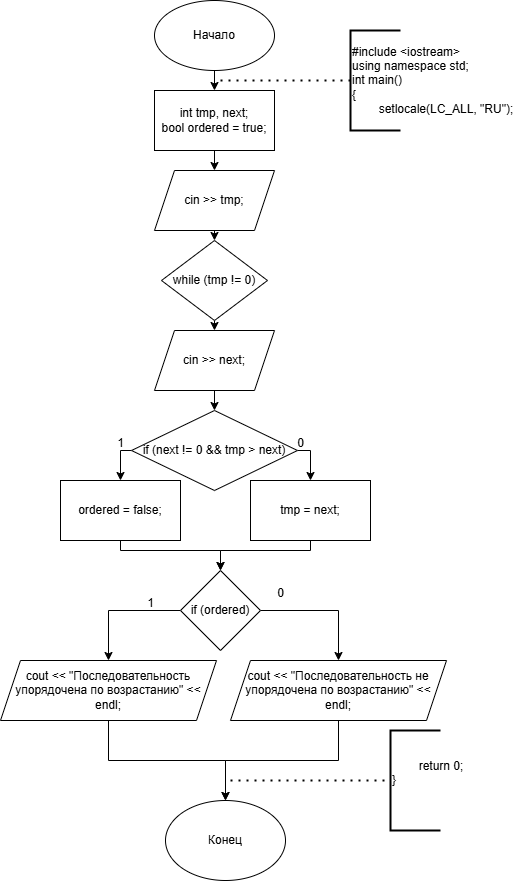 Начало
#include <iostream>
using namespace std;
int main()
{
setlocale(LC_ALL, "RU");
int tmp, next;
bool ordered = true;
cin >> tmp;
while (tmp != 0)
cin >> next;
if (next != 0 && tmp > next)
1
0
ordered = false;
tmp = next;
if (ordered)
1
0
cout << "Последовательность
упорядочена по возрастанию" <<
endl;
cout << "Последовательность не
упорядочена по возрастанию" <<
endl;
return 0;
}
Конец